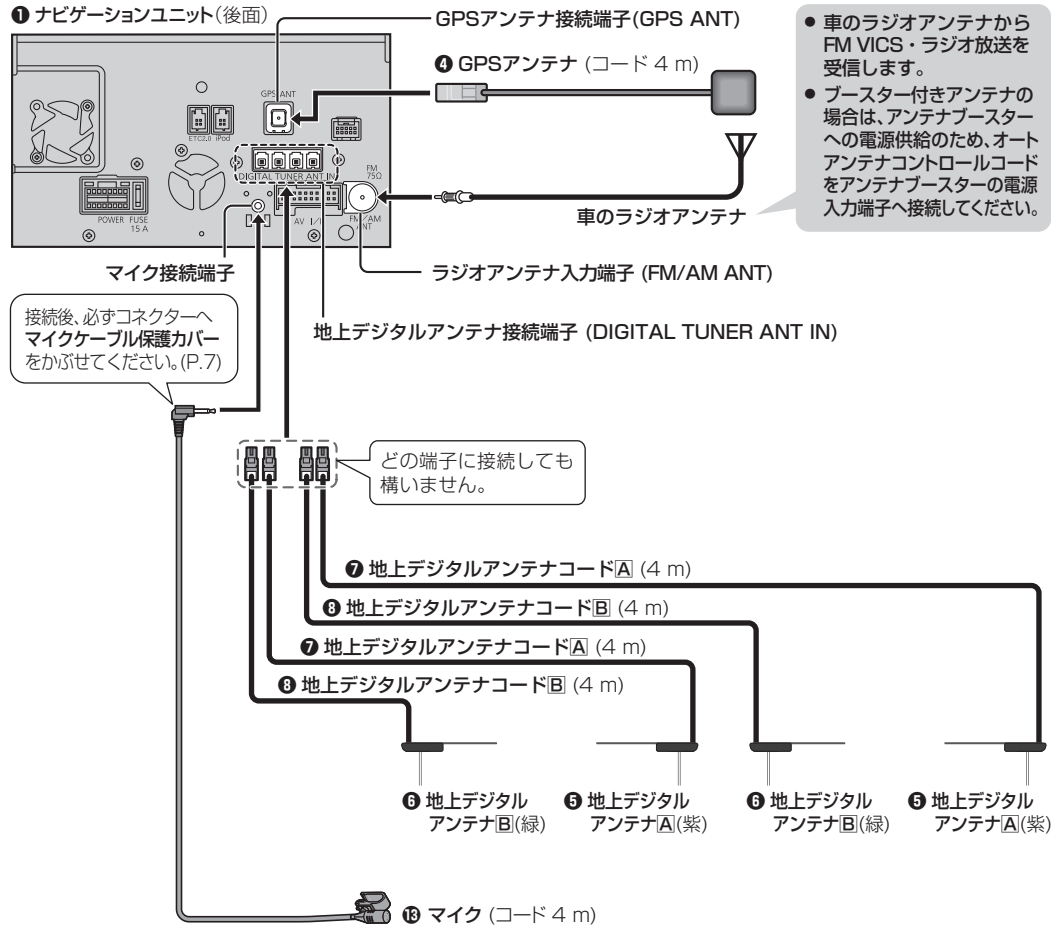 ❶ ナビゲーションユニット(後面)
GPSアンテナ接続端子(GPS ANT)
❹ GPSアンテナ (コード 4 m)
● 車のラジオアンテナから
FM VICS・ラジオ放送を
受信します。
● ブースター付きアンテナの
場合は、アンテナブースター
への電源供給のため、オート
アンテナコントロールコード
をアンテナブースターの電源
入力端子へ接続してください。
GPS ANT
ETC2.0 iPod
DIGITAL TUNER ANT IN
FM
75Ω
POWER FUSE
15 A
AV I/
FM/AM
ANT
車のラジオアンテナ
マイク接続端子
ラジオアンテナ入力端子 (FM/AM ANT)
地上デジタルアンテナ接続端子 (DIGITAL TUNER ANT IN)
接続後、必ずコネクターへ
マイクケーブル保護カバー
をかぶせてください。(P.7)
どの端子に接続しても
構いません。
❼ 地上デジタルアンテナコードA (4 m)
❽ 地上デジタルアンテナコードB (4 m)
❼ 地上デジタルアンテナコードA (4 m)
❽ 地上デジタルアンテナコードB (4 m)
❻ 地上デジタル
アンテナB(緑)
❺ 地上デジタル
アンテナA(紫)
❻ 地上デジタル
アンテナB(緑)
❺ 地上デジタル
アンテナA(紫)
⓭ マイク (コード 4 m)